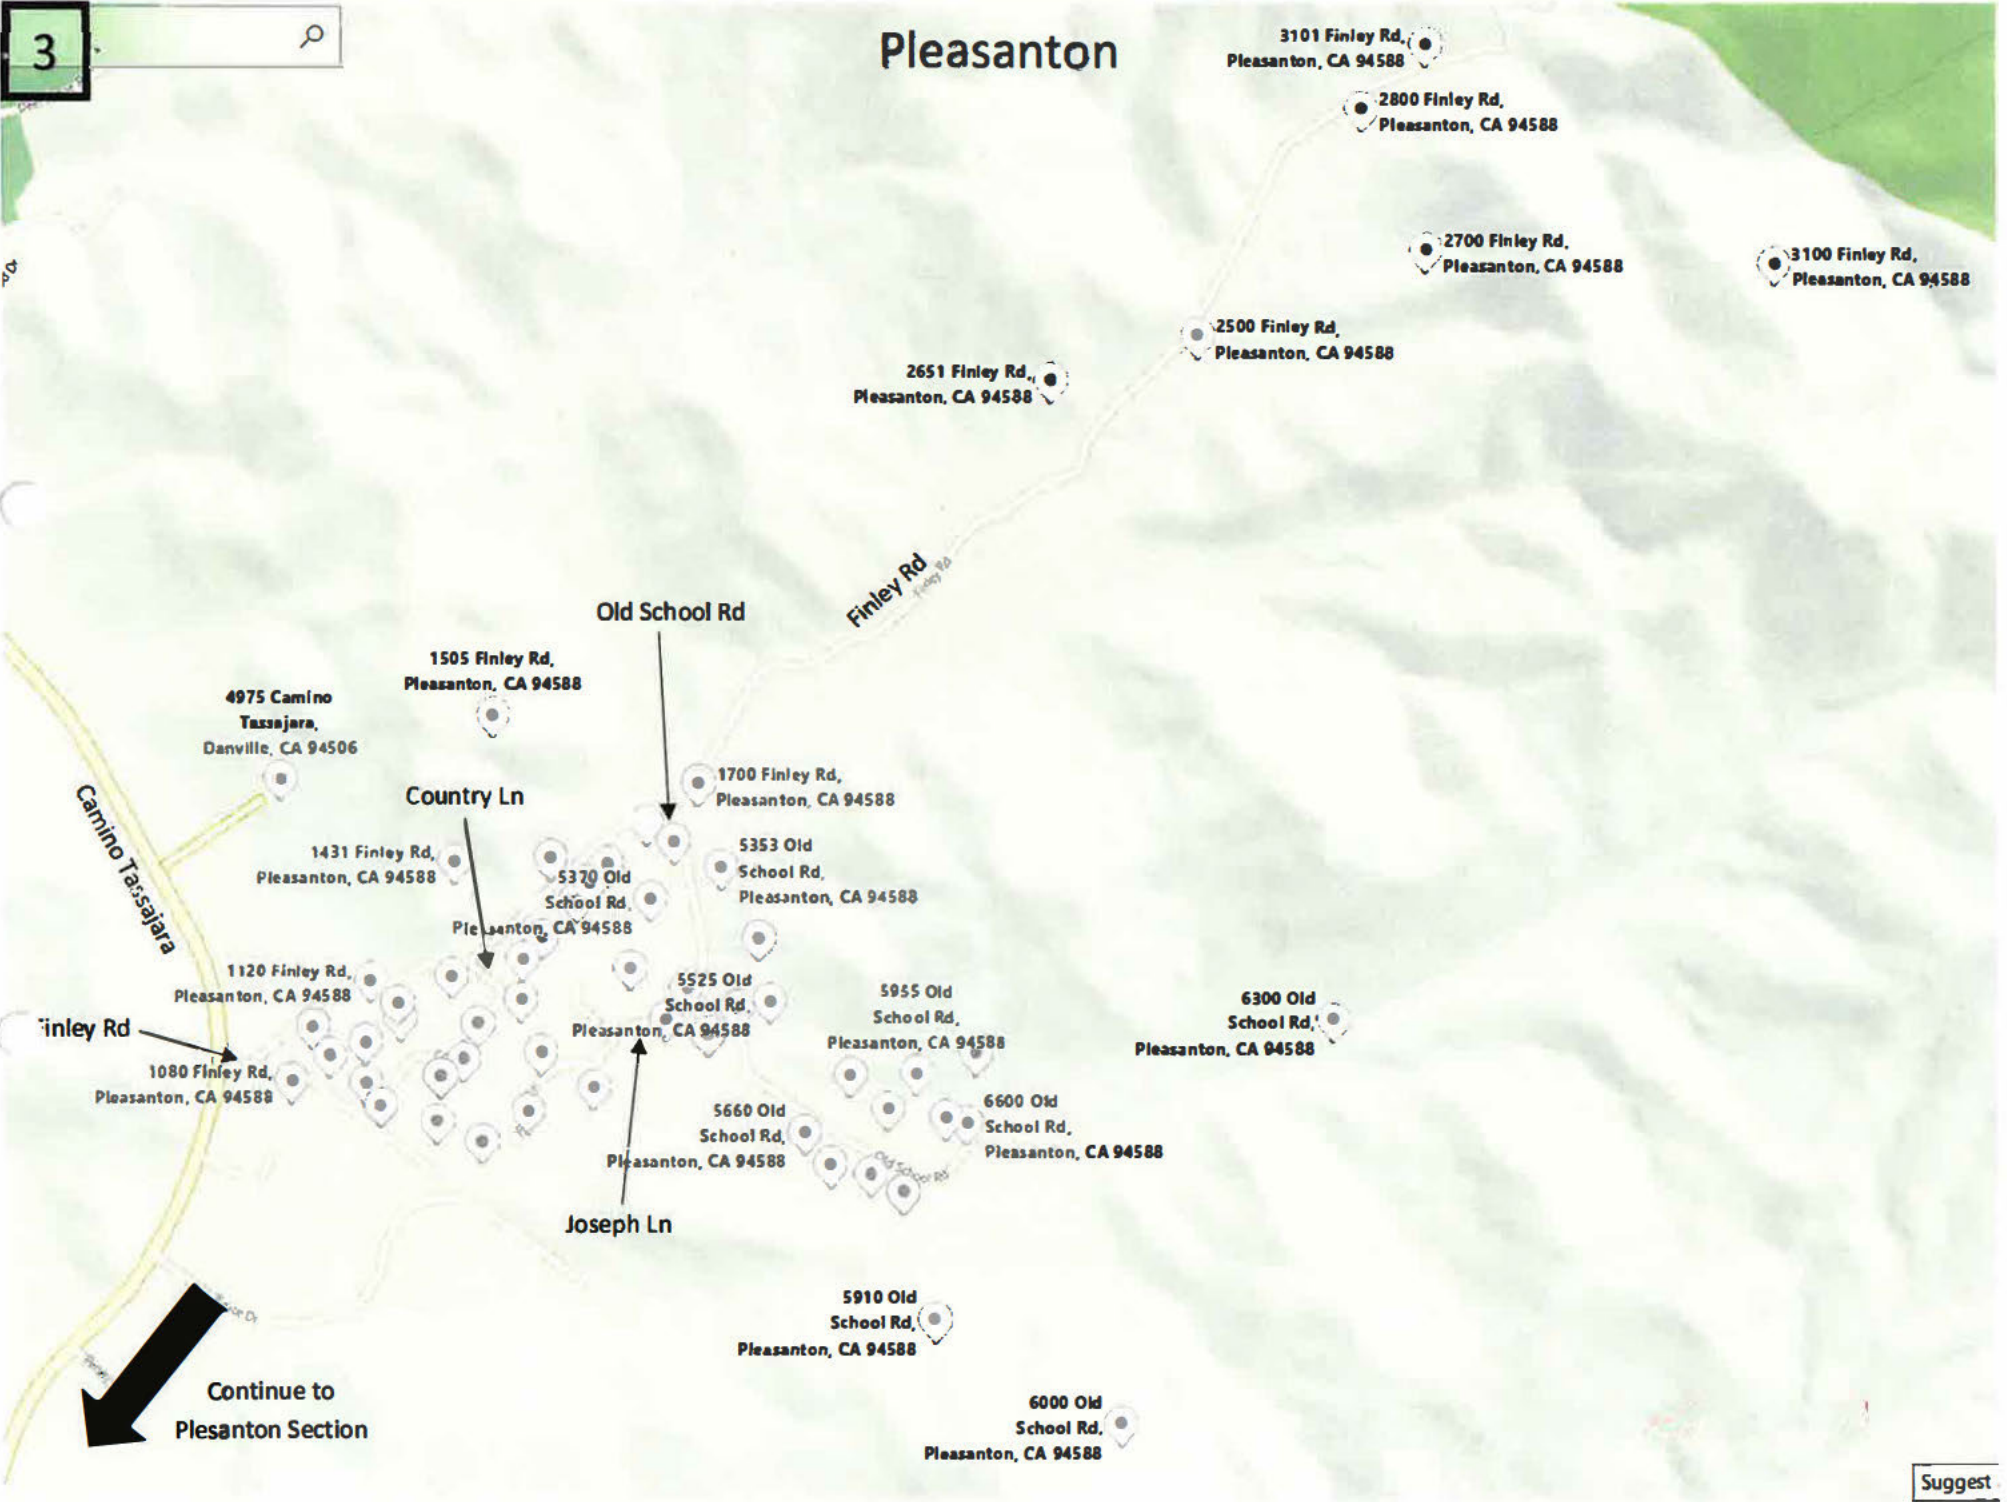 3
Pleasanton
3101 Finley Rd,
Pleasanton, CA 94588
2800 Finley Rd,
Pleasanton, CA 94588
2700 Finley Rd,
Pleasanton, CA 94588
3100 Finley Rd,
Pleasanton, CA 94588
2500 Finley Rd,
Pleasanton, CA 94588
2651 Finley Rd,
Pleasanton, CA 94588
Finley Rd
Finley Rd
Old School Rd
1505 Finley Rd,
Pleasanton, CA 94588
4975 Camino
Tassajara,
Danville, CA 94506
Camino Tassajara
Country Ln
1700 Finley Rd,
Pleasanton, CA 94588
1431 Finley Rd,
Pleasanton, CA 94588
5353 Old
School Rd,
Pleasanton, CA 94588
5370 Old
School Rd,
Pleasanton, CA 94588
1120 Finley Rd,
Pleasanton, CA 94588
5525 Old
School Rd,
Pleasanton, CA 94588
5955 Old
School Rd,
Pleasanton, CA 94588
6300 Old
School Rd,
Pleasanton, CA 94588
inley Rd
1080 Finley Rd,
Pleasanton, CA 94588
5660 Old
School Rd,
Pleasanton, CA 94588
6600 Old
School Rd,
Pleasanton, CA 94588
Old School Rd
Joseph Ln
5910 Old
School Rd,
Pleasanton, CA 94588
Continue to
Plesanton Section
6000 Old
School Rd,
Pleasanton, CA 94588
Suggest